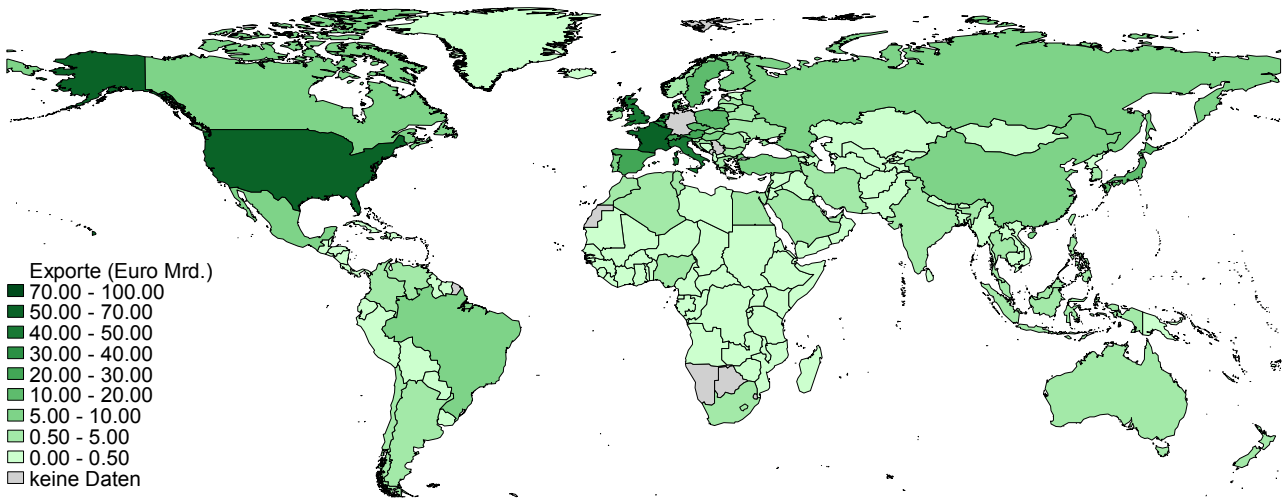 Exporte (Euro Mrd.)
70.00 - 100.00
50.00 - 70.00
40.00 - 50.00
30.00 - 40.00
20.00 - 30.00
10.00 - 20.00
5.00 - 10.00
0.50 - 5.00
0.00 - 0.50
keine Daten